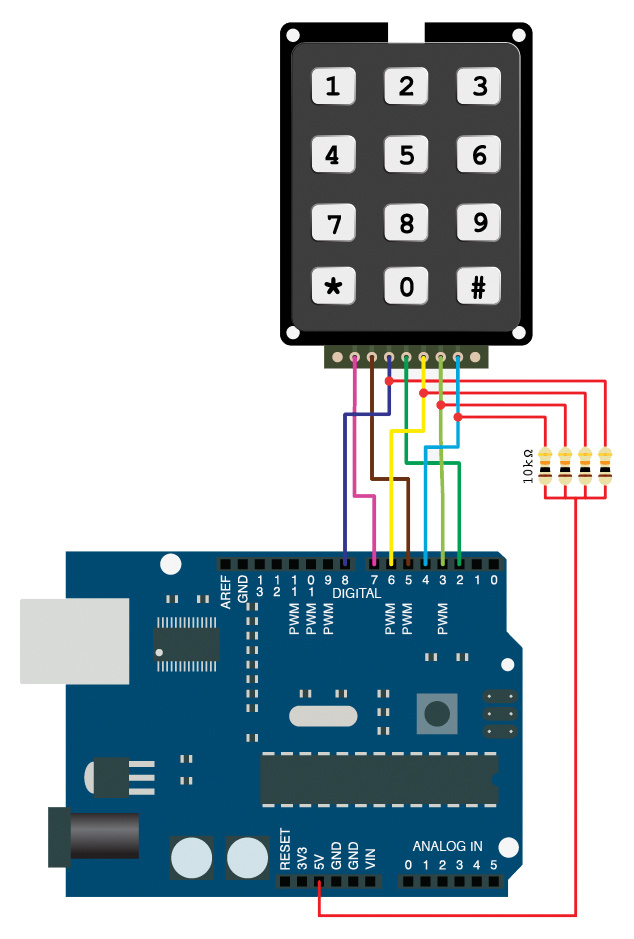 1 2 3
4 5 6
7 8 9
* 0 #
10kΩ
AREF
GND
13
12
11
10
9
8
7 6 5 4 3 2 1 0
DIGITAL
PWM
PWM
PWM
PWM
PWM
PWM
RESET
3V3
5V
GND
GND
VIN
ANALOG IN
0 1 2 3 4 5